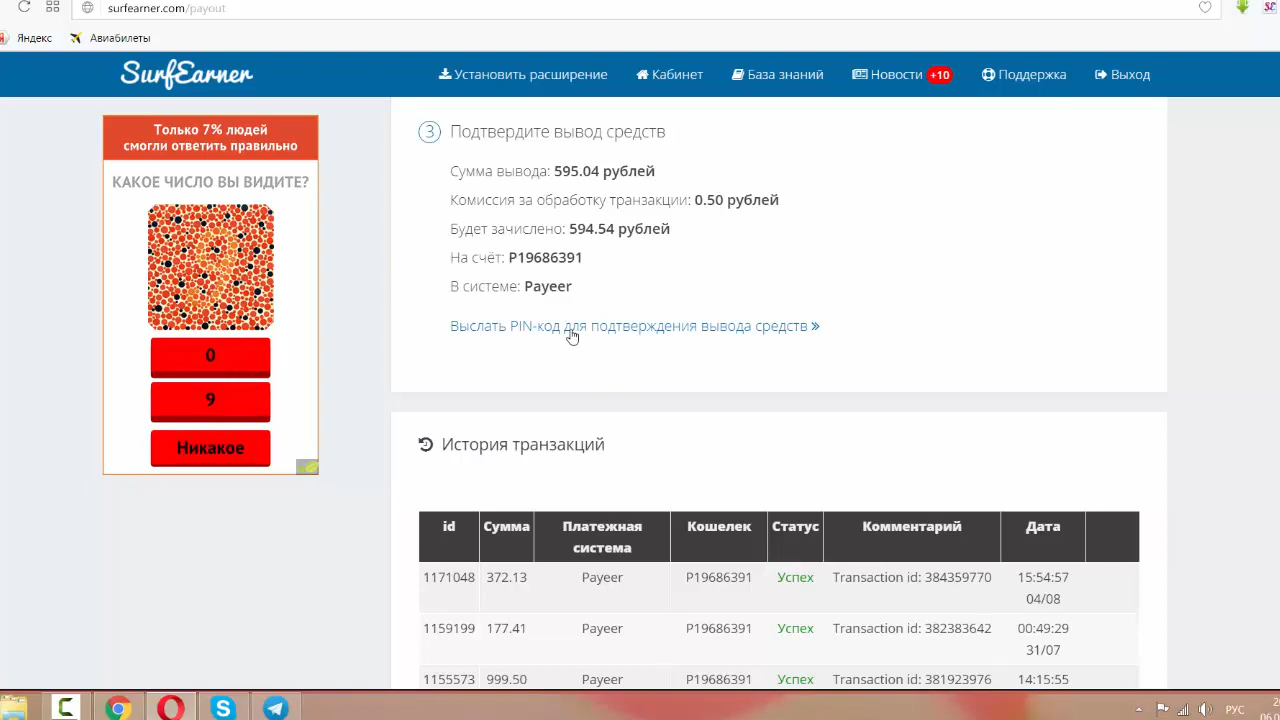 surfearner.com/payout
Яндекс Авиабилеты
SurfEarner Установить расширение Кабинет База знаний Новости +10 Поддержка Выход
Только 7% людей
смогли ответить правильно
КАКОЕ ЧИСЛО ВЫ ВИДИТЕ?
0
9
Никакое
3 Подтвердите вывод средств
Сумма вывода: 595.04 рублей
Комиссия за обработку транзакции: 0.50 рублей
Будет зачислено: 594.54 рублей
На счёт: P19686391
В системе: Payeer
Выслать PIN-код для подтверждения вывода средств »
История транзакций
id Сумма Платежная система Кошелек Статус Комментарий Дата
1171048 372.13 Payeer P19686391 Успех Transaction id: 384359770 15:54:57
04/08
1159199 177.41 Payeer P19686391 Успех Transaction id: 382383642 00:49:29
31/07
1155573 999.50 Payeer P19686391 Успех Transaction id: 381923976 14:15:55
РУС